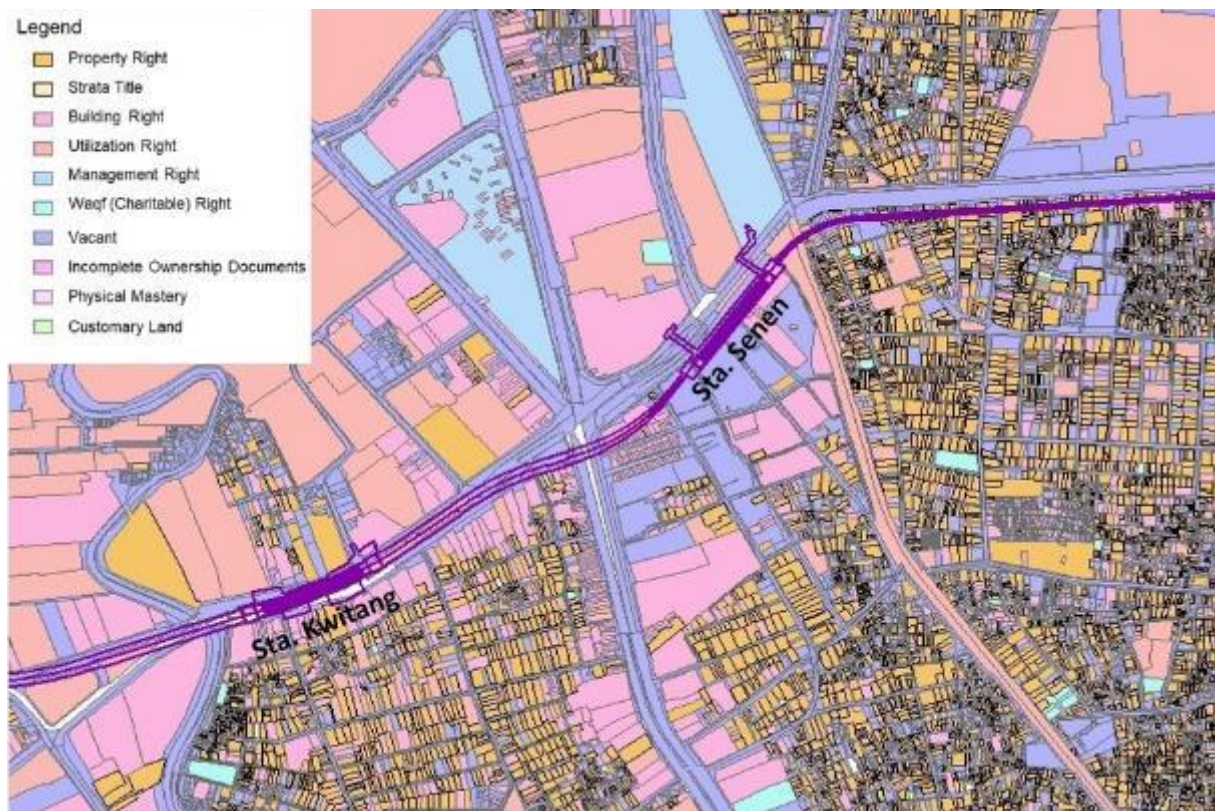 Legend
Property Right
Strata Title
Building Right
Utilization Right
Management Right
Waqf (Charitable) Right
Vacant
Incomplete Ownership Documents
Physical Mastery
Customary Land
Sta. Senen
Sta. Kwitang